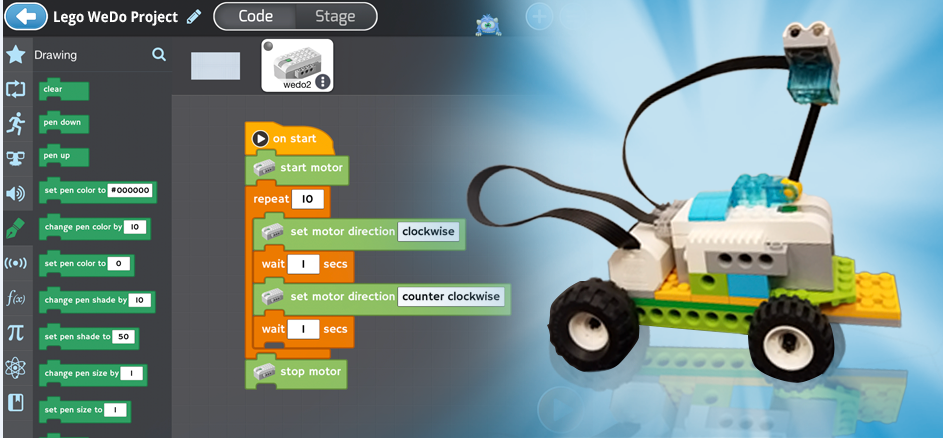 Lego WeDo Project
Code
Stage
Drawing
wedo2
clear
pen down
pen up
set pen color to #000000
change pen color by 10
set pen color to 0
change pen shade by 10
set pen shade to 50
change pen size by 1
set pen size to 1
f(x)
π
on start
start motor
repeat 10
set motor direction clockwise
wait 1 secs
set motor direction counter clockwise
wait 1 secs
stop motor